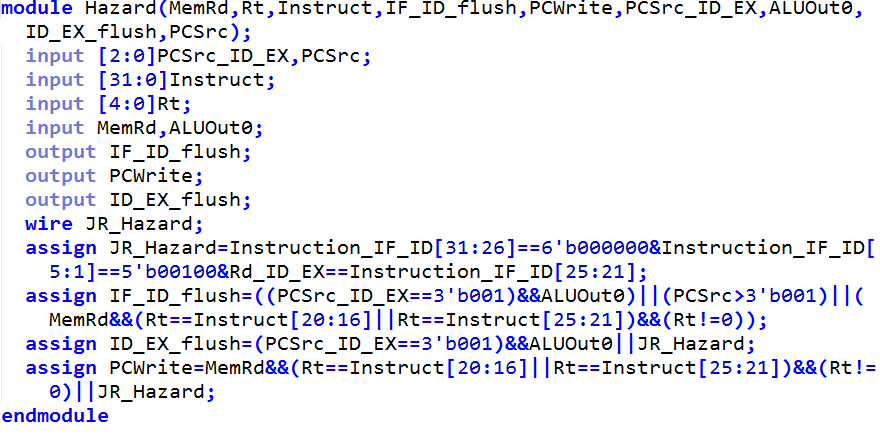 module Hazard(MemRd,Rt,Instruct,IF_ID_flush,PCWrite,PCSrc_ID_EX,ALUOut0,
ID_EX_flush,PCSrc);
input [2:0]PCSrc_ID_EX,PCSrc;
input [31:0]Instruct;
input [4:0]Rt;
input MemRd,ALUOut0;
output IF_ID_flush;
output PCWrite;
output ID_EX_flush;
wire JR_Hazard;
assign JR_Hazard=Instruction_IF_ID[31:26]==6'b000000&Instruction_IF_ID[
5:1]==5'b00100&Rd_ID_EX==Instruction_IF_ID[25:21];
assign IF_ID_flush=((PCSrc_ID_EX==3'b001)&&ALUOut0)||(PCSrc>3'b001)||(
MemRd&&(Rt==Instruct[20:16]||Rt==Instruct[25:21])&&(Rt!=0));
assign ID_EX_flush=(PCSrc_ID_EX==3'b001)&&ALUOut0||JR_Hazard;
assign PCWrite=MemRd&&(Rt==Instruct[20:16]||Rt==Instruct[25:21])&&(Rt!=
0)||JR_Hazard;
endmodule